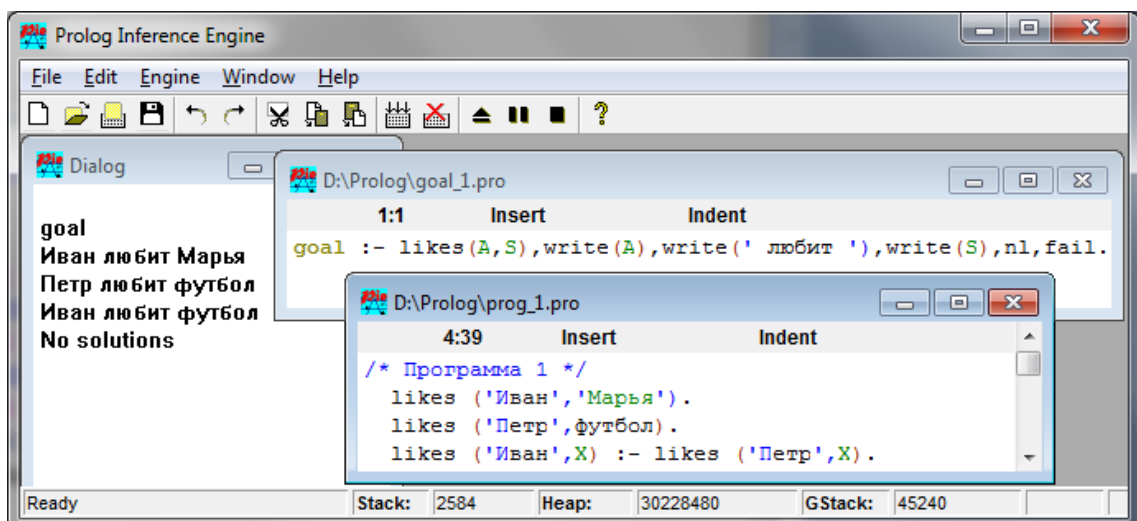 Prolog Inference Engine
File Edit Engine Window Help
Dialog
goal
Иван любит Марья
Петр любит футбол
Иван любит футбол
No solutions
D:\Prolog\goal_1.pro
1:1 Insert Indent
goal :- likes(A,S),write(A),write(' любит '),write(S),nl,fail.
D:\Prolog\prog_1.pro
4:39 Insert Indent
/* Программа 1 */
likes ('Иван','Марья').
likes ('Петр',футбол).
likes ('Иван',X) :- likes ('Петр',X).
Ready Stack: 2584 Heap: 30228480 GStack: 45240